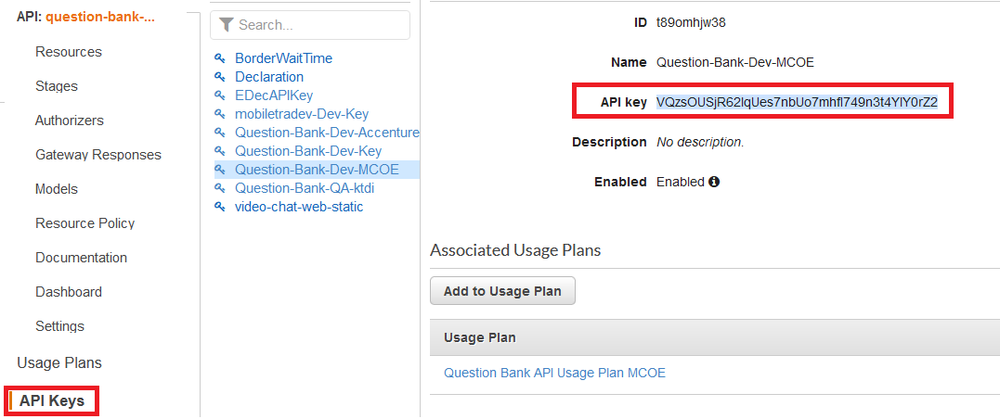 API: question-bank-...
Resources
Stages
Authorizers
Gateway Responses
Models
Resource Policy
Documentation
Dashboard
Settings
Usage Plans
API Keys
Search...
BorderWaitTime
Declaration
EDecAPIKey
mobiletradev-Dev-Key
Question-Bank-Dev-Accenture
Question-Bank-Dev-Key
Question-Bank-Dev-MCOE
Question-Bank-QA-ktdi
video-chat-web-static
ID t89omhjw38
Name Question-Bank-Dev-MCOE
API key VQzsOUSjR62IqUes7nbUo7mhfl749n3t4YlY0rZ2
Description No description.
Enabled Enabled
Associated Usage Plans
Add to Usage Plan
Usage Plan
Question Bank API Usage Plan MCOE